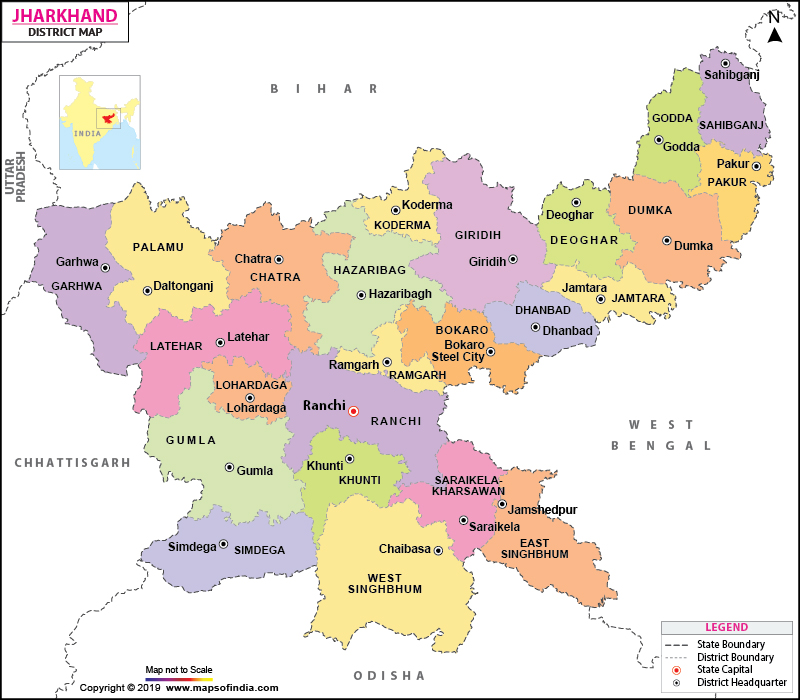 JHARKHAND
DISTRICT MAP
N
INDIA
BIHAR
UTTAR
PRADESH
Sahibganj
SAHIBGANJ
GODDA
Godda
Pakur
PAKUR
DUMKA
Dumka
Deoghar
DEOGHAR
Koderma
KODERMA
GIRIDIH
Giridih
PALAMU
Daltonganj
Garhwa
GARHWA
Chatra
CHATRA
HAZARIBAG
Hazaribagh
Jamtara
JAMTARA
DHANBAD
Dhanbad
BOKARO
Bokaro
Steel City
LATEHAR
Latehar
Ramgarh
RAMGARH
LOHARDAGA
Lohardaga
Ranchi
RANCHI
WEST
BENGAL
CHHATTISGARH
GUMLA
Gumla
Khunti
KHUNTI
SARAIKELA-
KHARSAWAN
Jamshedpur
Saraikela
EAST
SINGHBHUM
Simdega
SIMDEGA
Chaibasa
WEST
SINGHBHUM
ODISHA
LEGEND
State Boundary
District Boundary
State Capital
District Headquarter
Map not to Scale
Copyright © 2019 www.mapsofindia.com